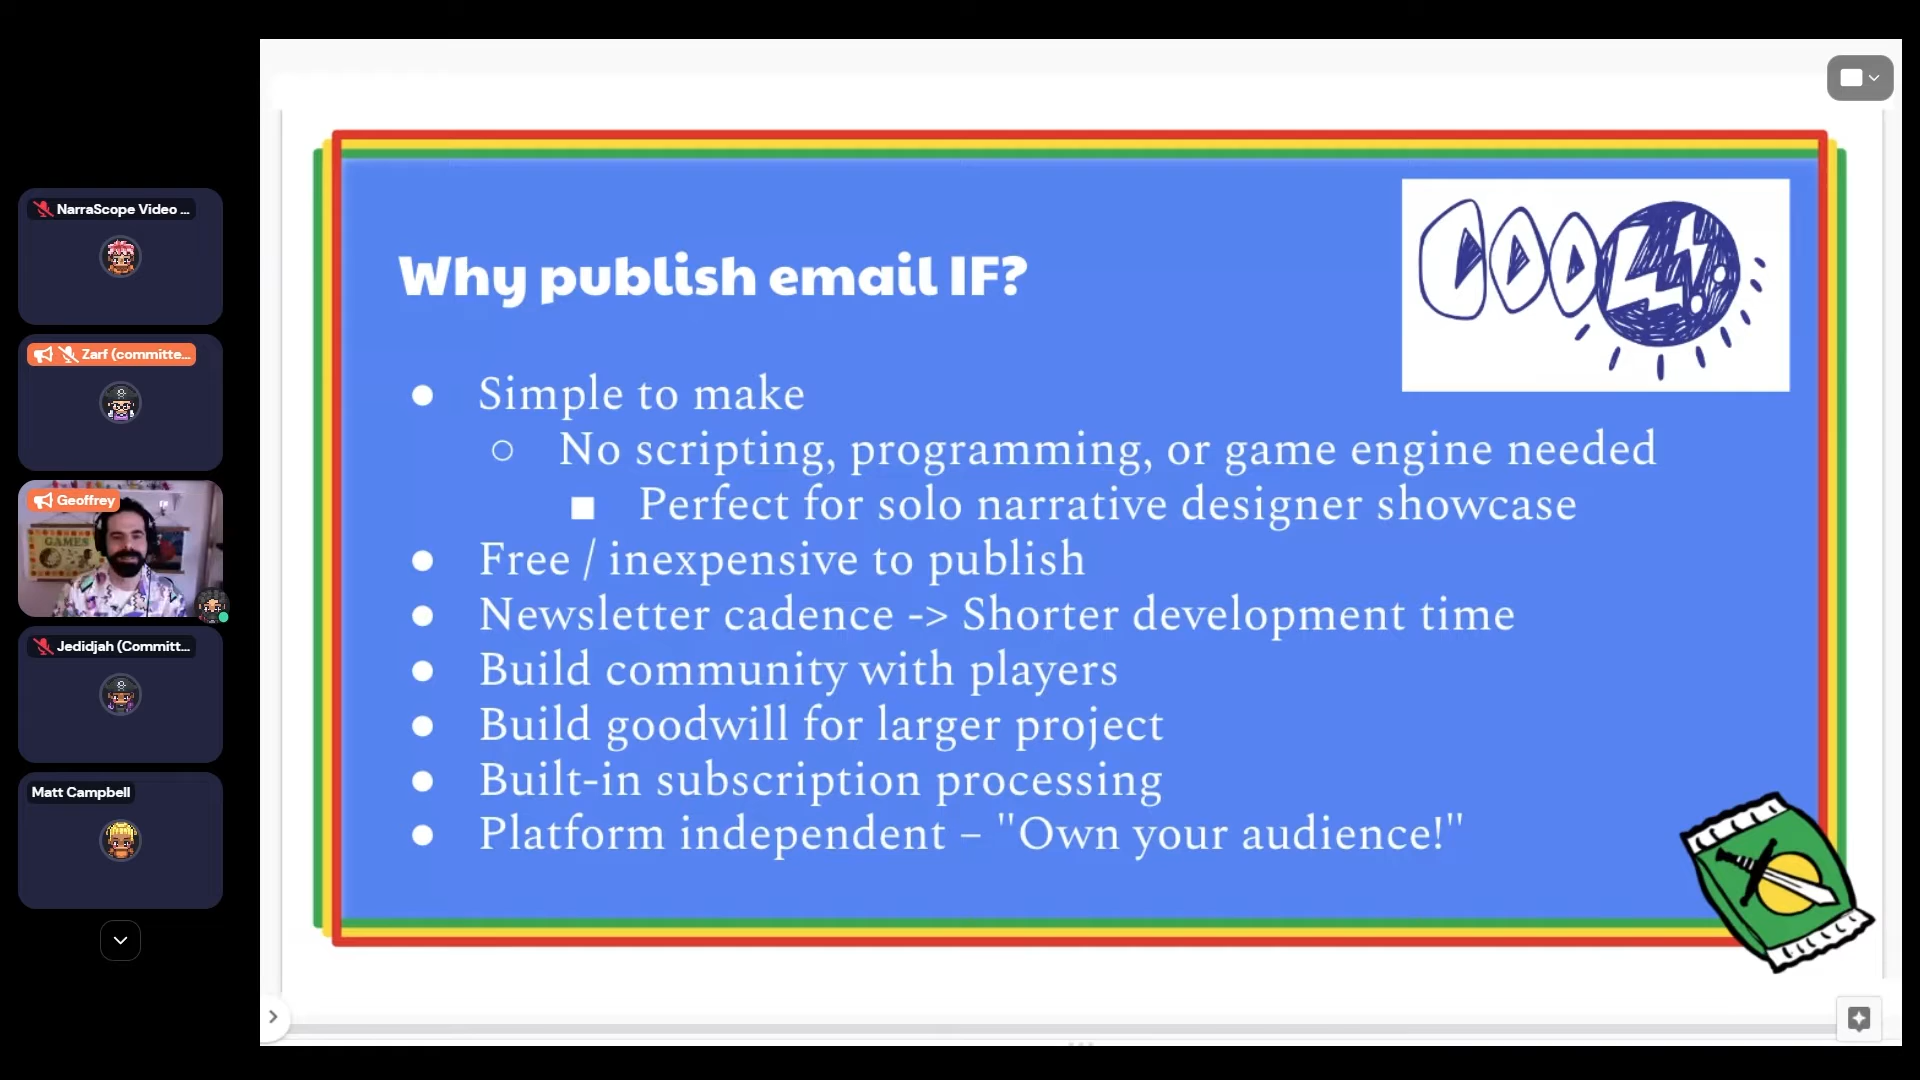 NarraScope Video ...
Zarf (committe...
Geoffrey
GAMES
Jedidjah (Committ...
Matt Campbell
COOL!
Why publish email IF?
● Simple to make
○ No scripting, programming, or game engine needed
■ Perfect for solo narrative designer showcase
● Free / inexpensive to publish
● Newsletter cadence -> Shorter development time
● Build community with players
● Build goodwill for larger project
● Built-in subscription processing
● Platform independent – "Own your audience!"